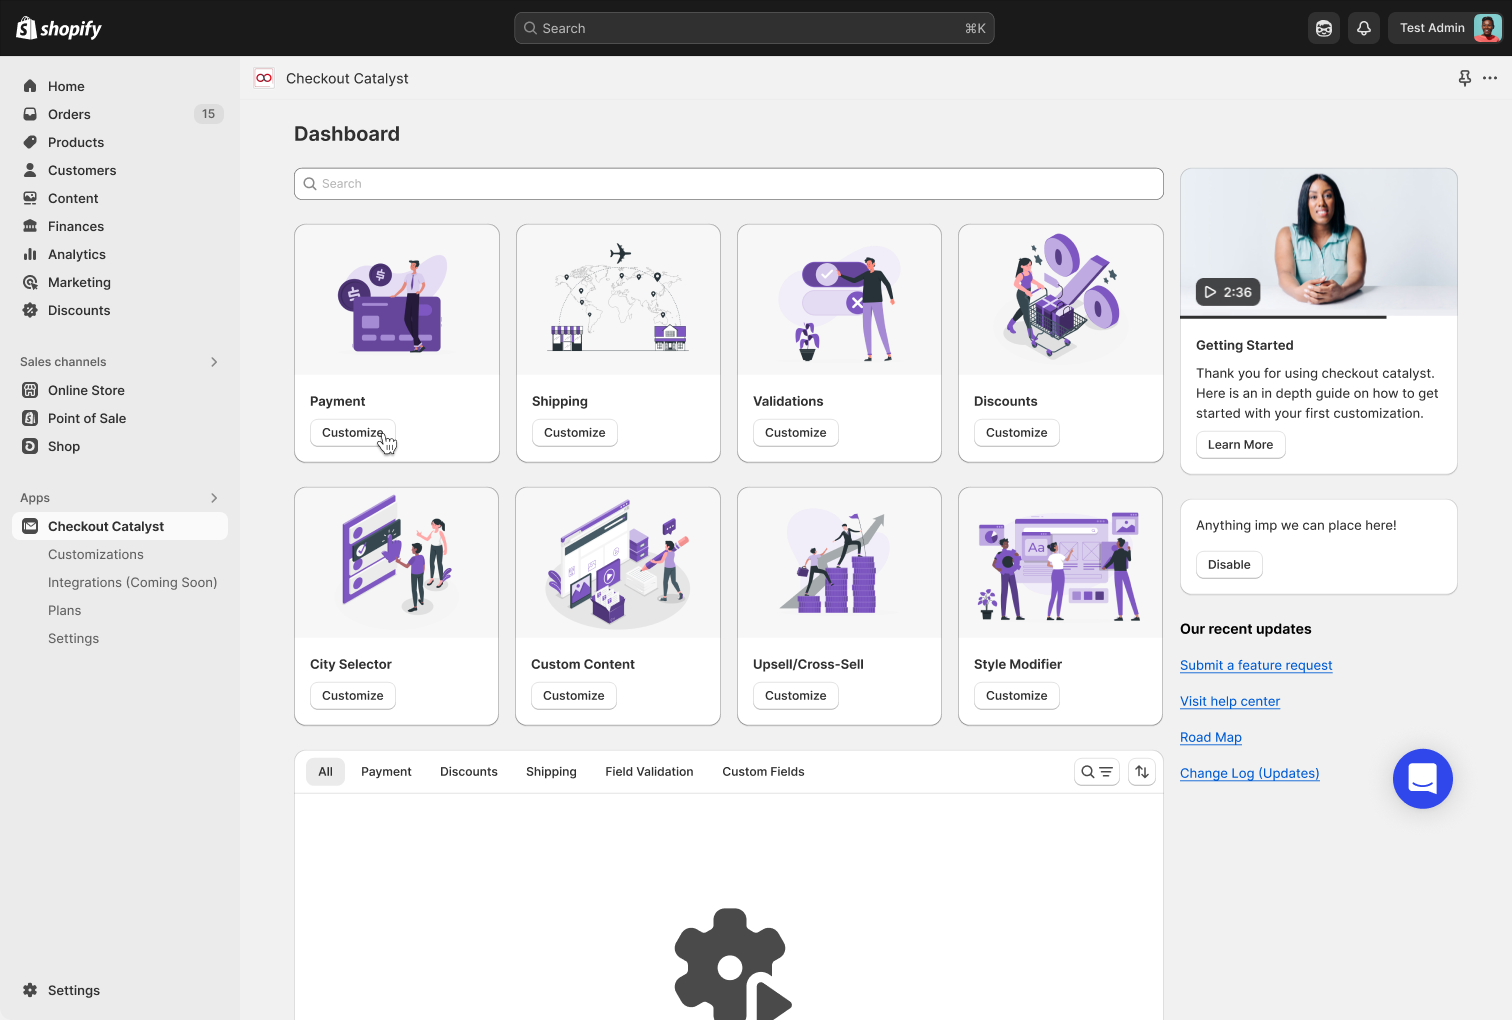 shopify
Search
⌘K
Test Admin
Home
Orders
15
Products
Customers
Content
Finances
Analytics
Marketing
Discounts
Sales channels
Online Store
Point of Sale
Shop
Apps
Checkout Catalyst
Customizations
Integrations (Coming Soon)
Plans
Settings
Settings
Checkout Catalyst
Dashboard
Search
Payment
Customize
Shipping
Customize
Validations
Customize
Discounts
Customize
City Selector
Customize
Custom Content
Customize
Upsell/Cross-Sell
Customize
Aa
Style Modifier
Customize
All
Payment
Discounts
Shipping
Field Validation
Custom Fields
2:36
Getting Started
Thank you for using checkout catalyst.
Here is an in depth guide on how to get
started with your first customization.
Learn More
Anything imp we can place here!
Disable
Our recent updates
Submit a feature request
Visit help center
Road Map
Change Log (Updates)